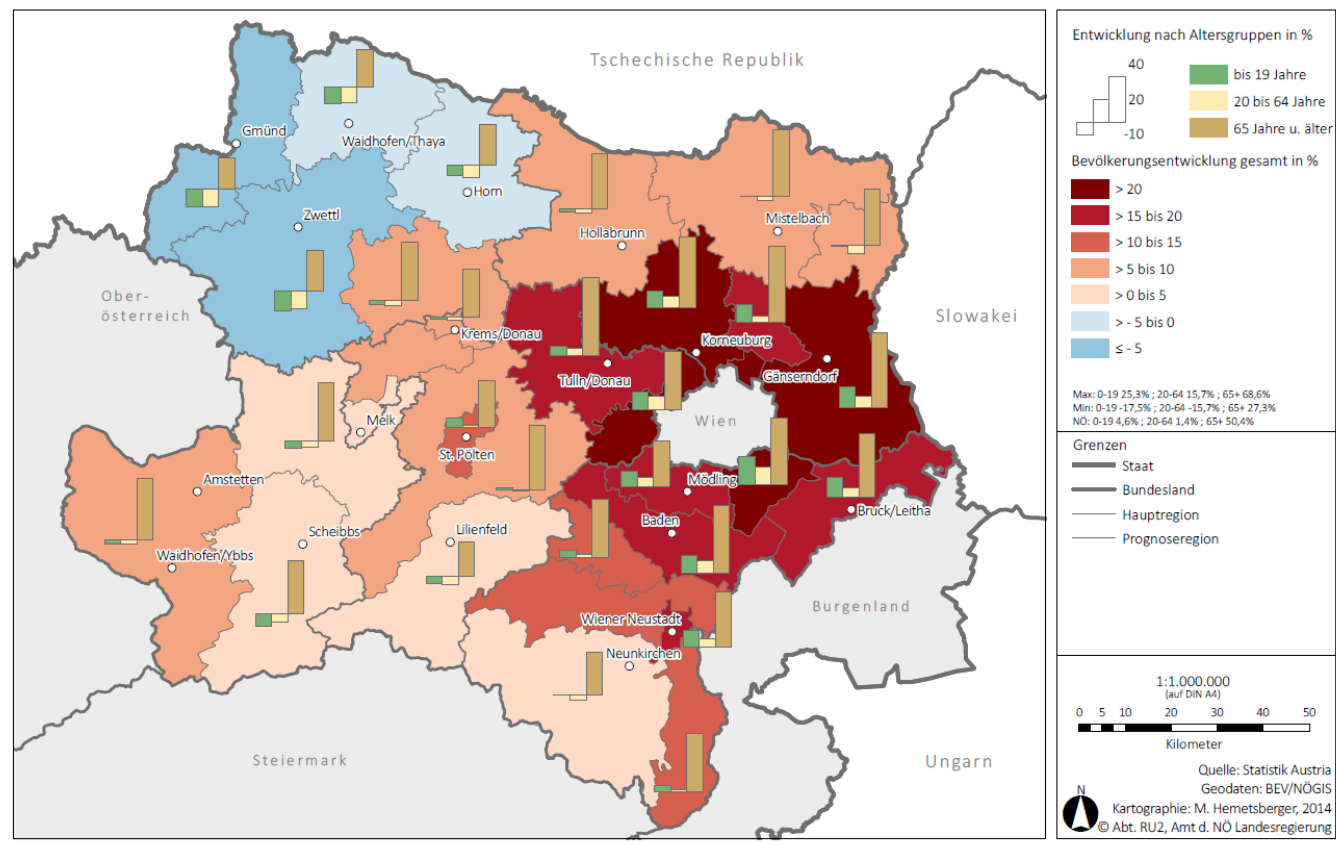 Tschechische Republik
Gmünd
Waidhofen/Thaya
Horn
Zwettl
Hollabrunn
Mistelbach
Ober-
österreich
Krems/Donau
Korneuburg
Slowakei
Tulln/Donau
Gänserndorf
Wien
Melk
St. Pölten
Amstetten
Mödling
Bruck/Leitha
Baden
Scheibbs
Lilienfeld
Waidhofen/Ybbs
Burgenland
Wiener Neustadt
Neunkirchen
Steiermark
Ungarn
Entwicklung nach Altersgruppen in %
40
20
-10
bis 19 Jahre
20 bis 64 Jahre
65 Jahre u. älter
Bevölkerungsentwicklung gesamt in %
> 20
> 15 bis 20
> 10 bis 15
> 5 bis 10
> 0 bis 5
> - 5 bis 0
≤ - 5
Max: 0-19 25,3% ; 20-64 15,7% ; 65+ 68,6%
Min: 0-19 -17,5% ; 20-64 -15,7% ; 65+ 27,3%
NÖ: 0-19 4,6% ; 20-64 1,4% ; 65+ 50,4%
Grenzen
Staat
Bundesland
Hauptregion
Prognoseregion
1:1.000.000
(auf DIN A4)
0 5 10 20 30 40 50
Kilometer
Quelle: Statistik Austria
Geodaten: BEV/NÖGIS
N
Kartographie: M. Hemetsberger, 2014
© Abt. RU2, Amt d. NÖ Landesregierung